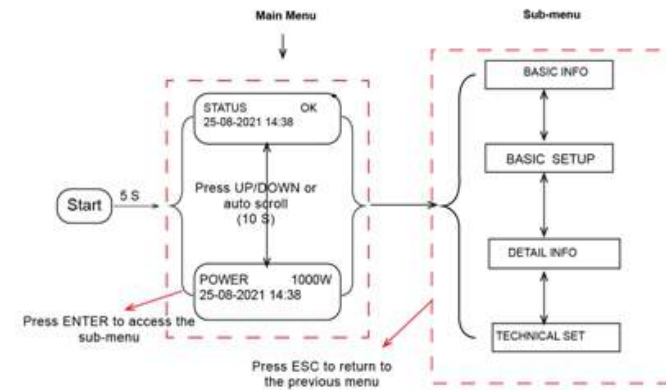 Main Menu
Sub-menu
BASIC INFO
STATUS OK
25-08-2021 14:38
BASIC SETUP
Start
5 S
Press UP/DOWN or
auto scroll
(10 S)
DETAIL INFO
POWER 1000W
25-08-2021 14:38
Press ENTER to access the
sub-menu
TECHNICAL SET
Press ESC to return to
the previous menu